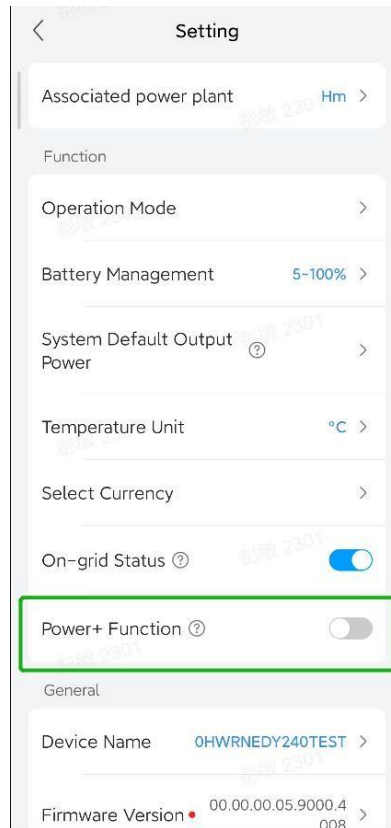 Setting
Associated power plant Hm
Function
Operation Mode
Battery Management 5~100%
System Default Output
Power
Temperature Unit °C
Select Currency
On-grid Status
Power+ Function
General
Device Name 0HWRNEDY240TEST
Firmware Version 00.00.00.05.9000.4
008